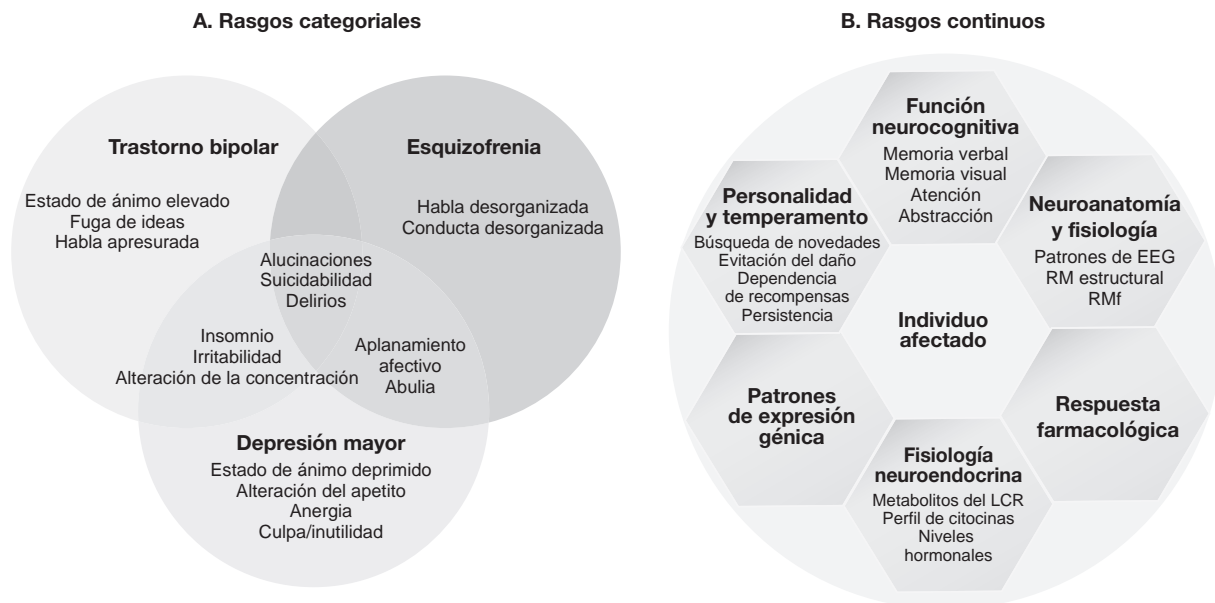 A. Rasgos categoriales
Trastorno bipolar
Estado de ánimo elevado
Fuga de ideas
Habla apresurada
Esquizofrenia
Habla desorganizada
Conducta desorganizada
Alucinaciones
Suicidabilidad
Delirios
Insomnio
Irritabilidad
Alteración de la concentración
Aplanamiento
afectivo
Abulia
Depresión mayor
Estado de ánimo deprimido
Alteración del apetito
Anergia
Culpa/inutilidad
B. Rasgos continuos
Función
neurocognitiva
Memoria verbal
Memoria visual
Atención
Abstracción
Personalidad
y temperamento
Búsqueda de novedades
Evitación del daño
Dependencia
de recompensas
Persistencia
Neuroanatomía
y fisiología
Patrones de EEG
RM estructural
RMf
Individuo
afectado
Patrones
de expresión
génica
Respuesta
farmacológica
Fisiología
neuroendocrina
Metabolitos del LCR
Perfil de citocinas
Niveles
hormonales